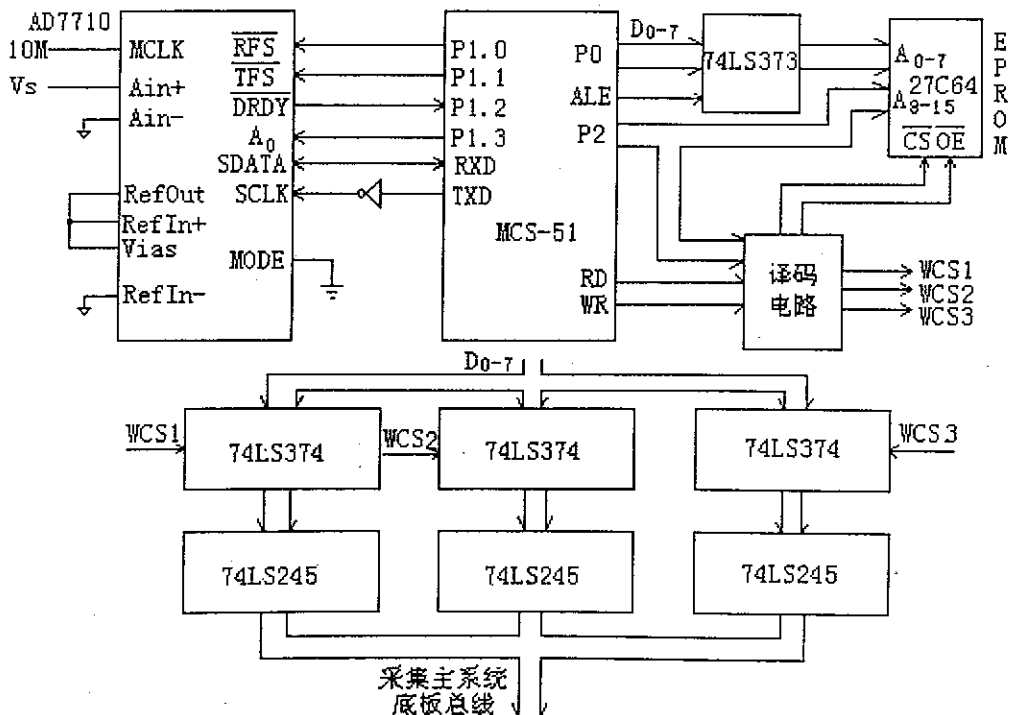 AD7710
10M
MCLK
Vs
Ain+
Ain-
RefOut
RefIn+
Vias
RefIn-
RFS
TFS
DRDY
A0
SDATA
SCLK
MODE
P1.0
P1.1
P1.2
P1.3
RXD
TXD
MCS-51
P0
ALE
P2
RD
WR
D0-7
74LS373
A0-7
27C64
A8-15
CS OE
EPROM
译码
电路
WCS1
WCS2
WCS3
D0-7
WCS1
74LS374
WCS2
74LS374
74LS374
WCS3
74LS245
74LS245
74LS245
采集主系统
底板总线